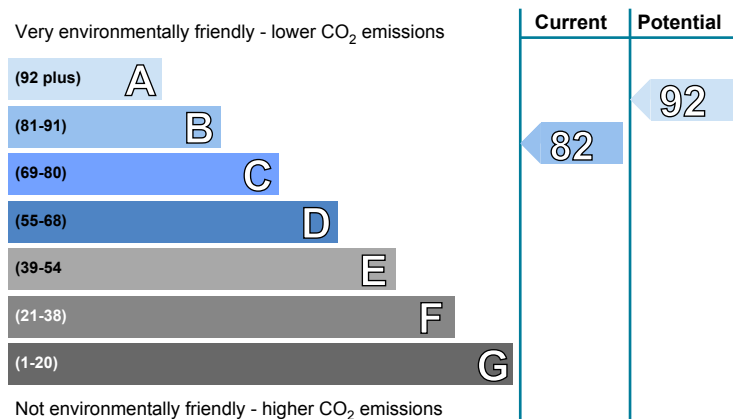 Current Potential
Very environmentally friendly - lower CO2 emissions
(92 plus) A
92
(81-91) B
82
(69-80) C
(55-68) D
(39-54 E
(21-38) F
(1-20) G
Not environmentally friendly - higher CO2 emissions